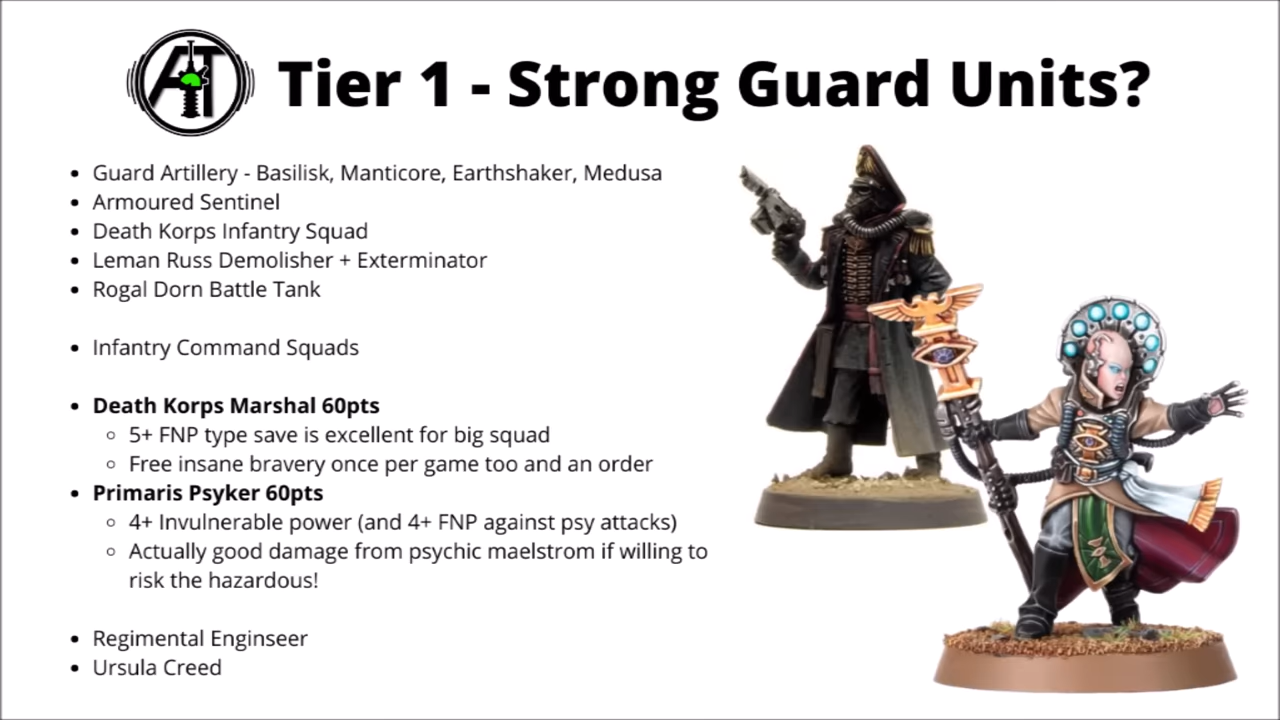 AT
Tier 1 - Strong Guard Units?
• Guard Artillery - Basilisk, Manticore, Earthshaker, Medusa
• Armoured Sentinel
• Death Korps Infantry Squad
• Leman Russ Demolisher + Exterminator
• Rogal Dorn Battle Tank
• Infantry Command Squads
• Death Korps Marshal 60pts
◦ 5+ FNP type save is excellent for big squad
◦ Free insane bravery once per game too and an order
• Primaris Psyker 60pts
◦ 4+ Invulnerable power (and 4+ FNP against psy attacks)
◦ Actually good damage from psychic maelstrom if willing to
risk the hazardous!
• Regimental Enginseer
• Ursula Creed